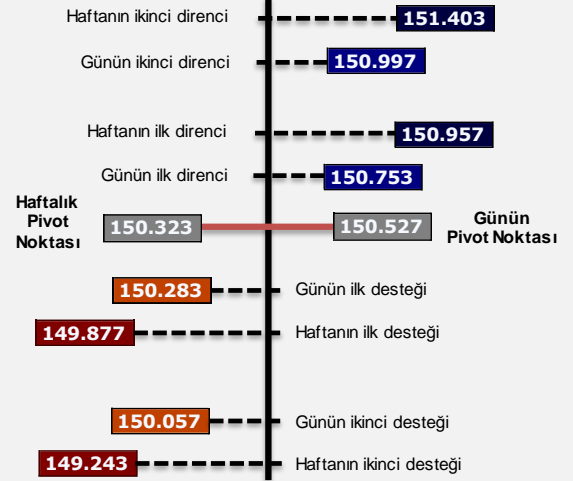 Haftanın ikinci direnci 151.403
Günün ikinci direnci 150.997
Haftanın ilk direnci 150.957
Günün ilk direnci 150.753
Haftalık
Pivot
Noktası
150.323
150.527
Günün
Pivot Noktası
150.283 Günün ilk desteği
149.877 Haftanın ilk desteği
150.057 Günün ikinci desteği
149.243 Haftanın ikinci desteği